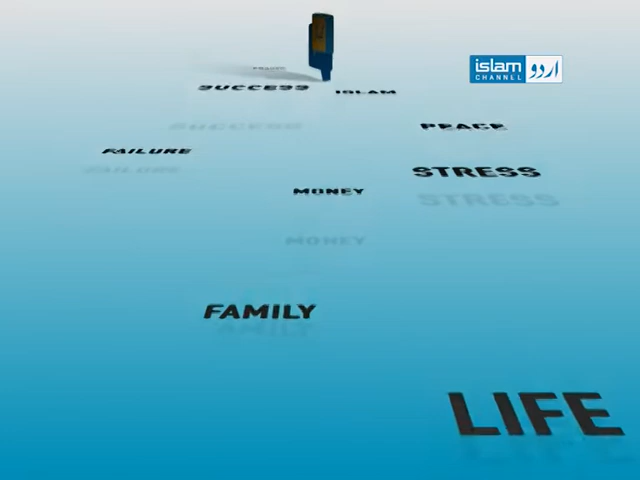 SUCCESS
ISLAM
islam
CHANNEL
اردو
PEACE
FAILURE
STRESS
MONEY
FAMILY
LIFE